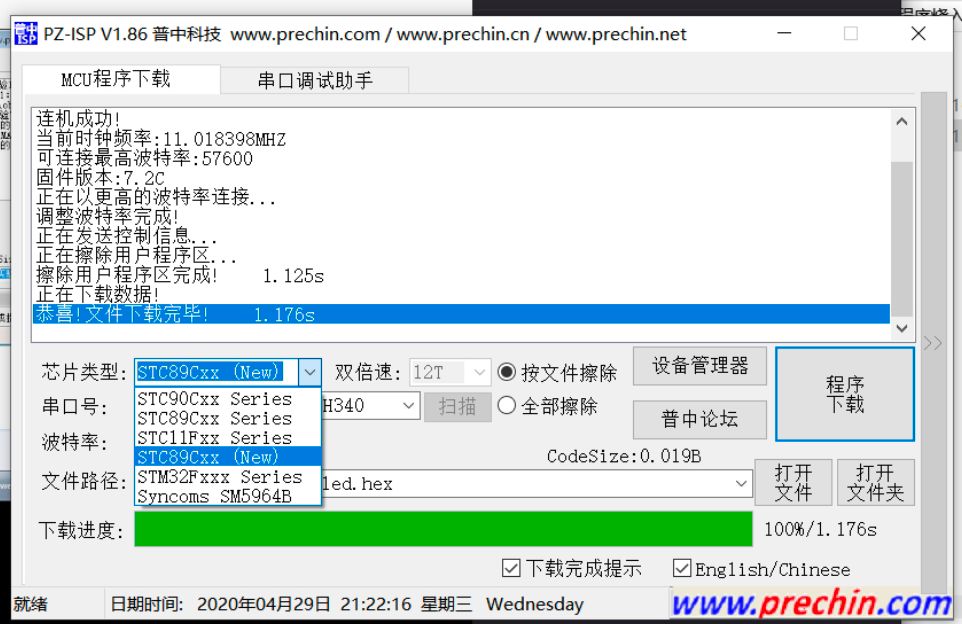 程序烧入
PZ-ISP V1.86 普中科技 www.prechin.com / www.prechin.cn / www.prechin.net
MCU程序下载 串口调试助手
连机成功!
当前时钟频率:11.018398MHZ
可连接最高波特率:57600
固件版本:7.2C
正在以更高的波特率连接...
调整波特率完成!
正在发送控制信息...
正在擦除用户程序区...
擦除用户程序区完成! 1.125s
正在下载数据!
恭喜!文件下载完毕! 1.176s
芯片类型: STC89Cxx (New) 双倍速: 12T 按文件擦除 设备管理器 程序
下载
STC90Cxx Series
串口号: STC89Cxx Series H340 扫描 全部擦除 普中论坛
STC11Fxx Series
波特率: STC89Cxx (New) CodeSize:0.019B
文件路径: STM32Fxxx Series led.hex 打开
文件 打开
文件夹
Syncoms SM5964B
下载进度: 100%/1.176s
下载完成提示 English/Chinese
就绪 日期时间: 2020年04月29日 21:22:16 星期三 Wednesday www.prechin.com